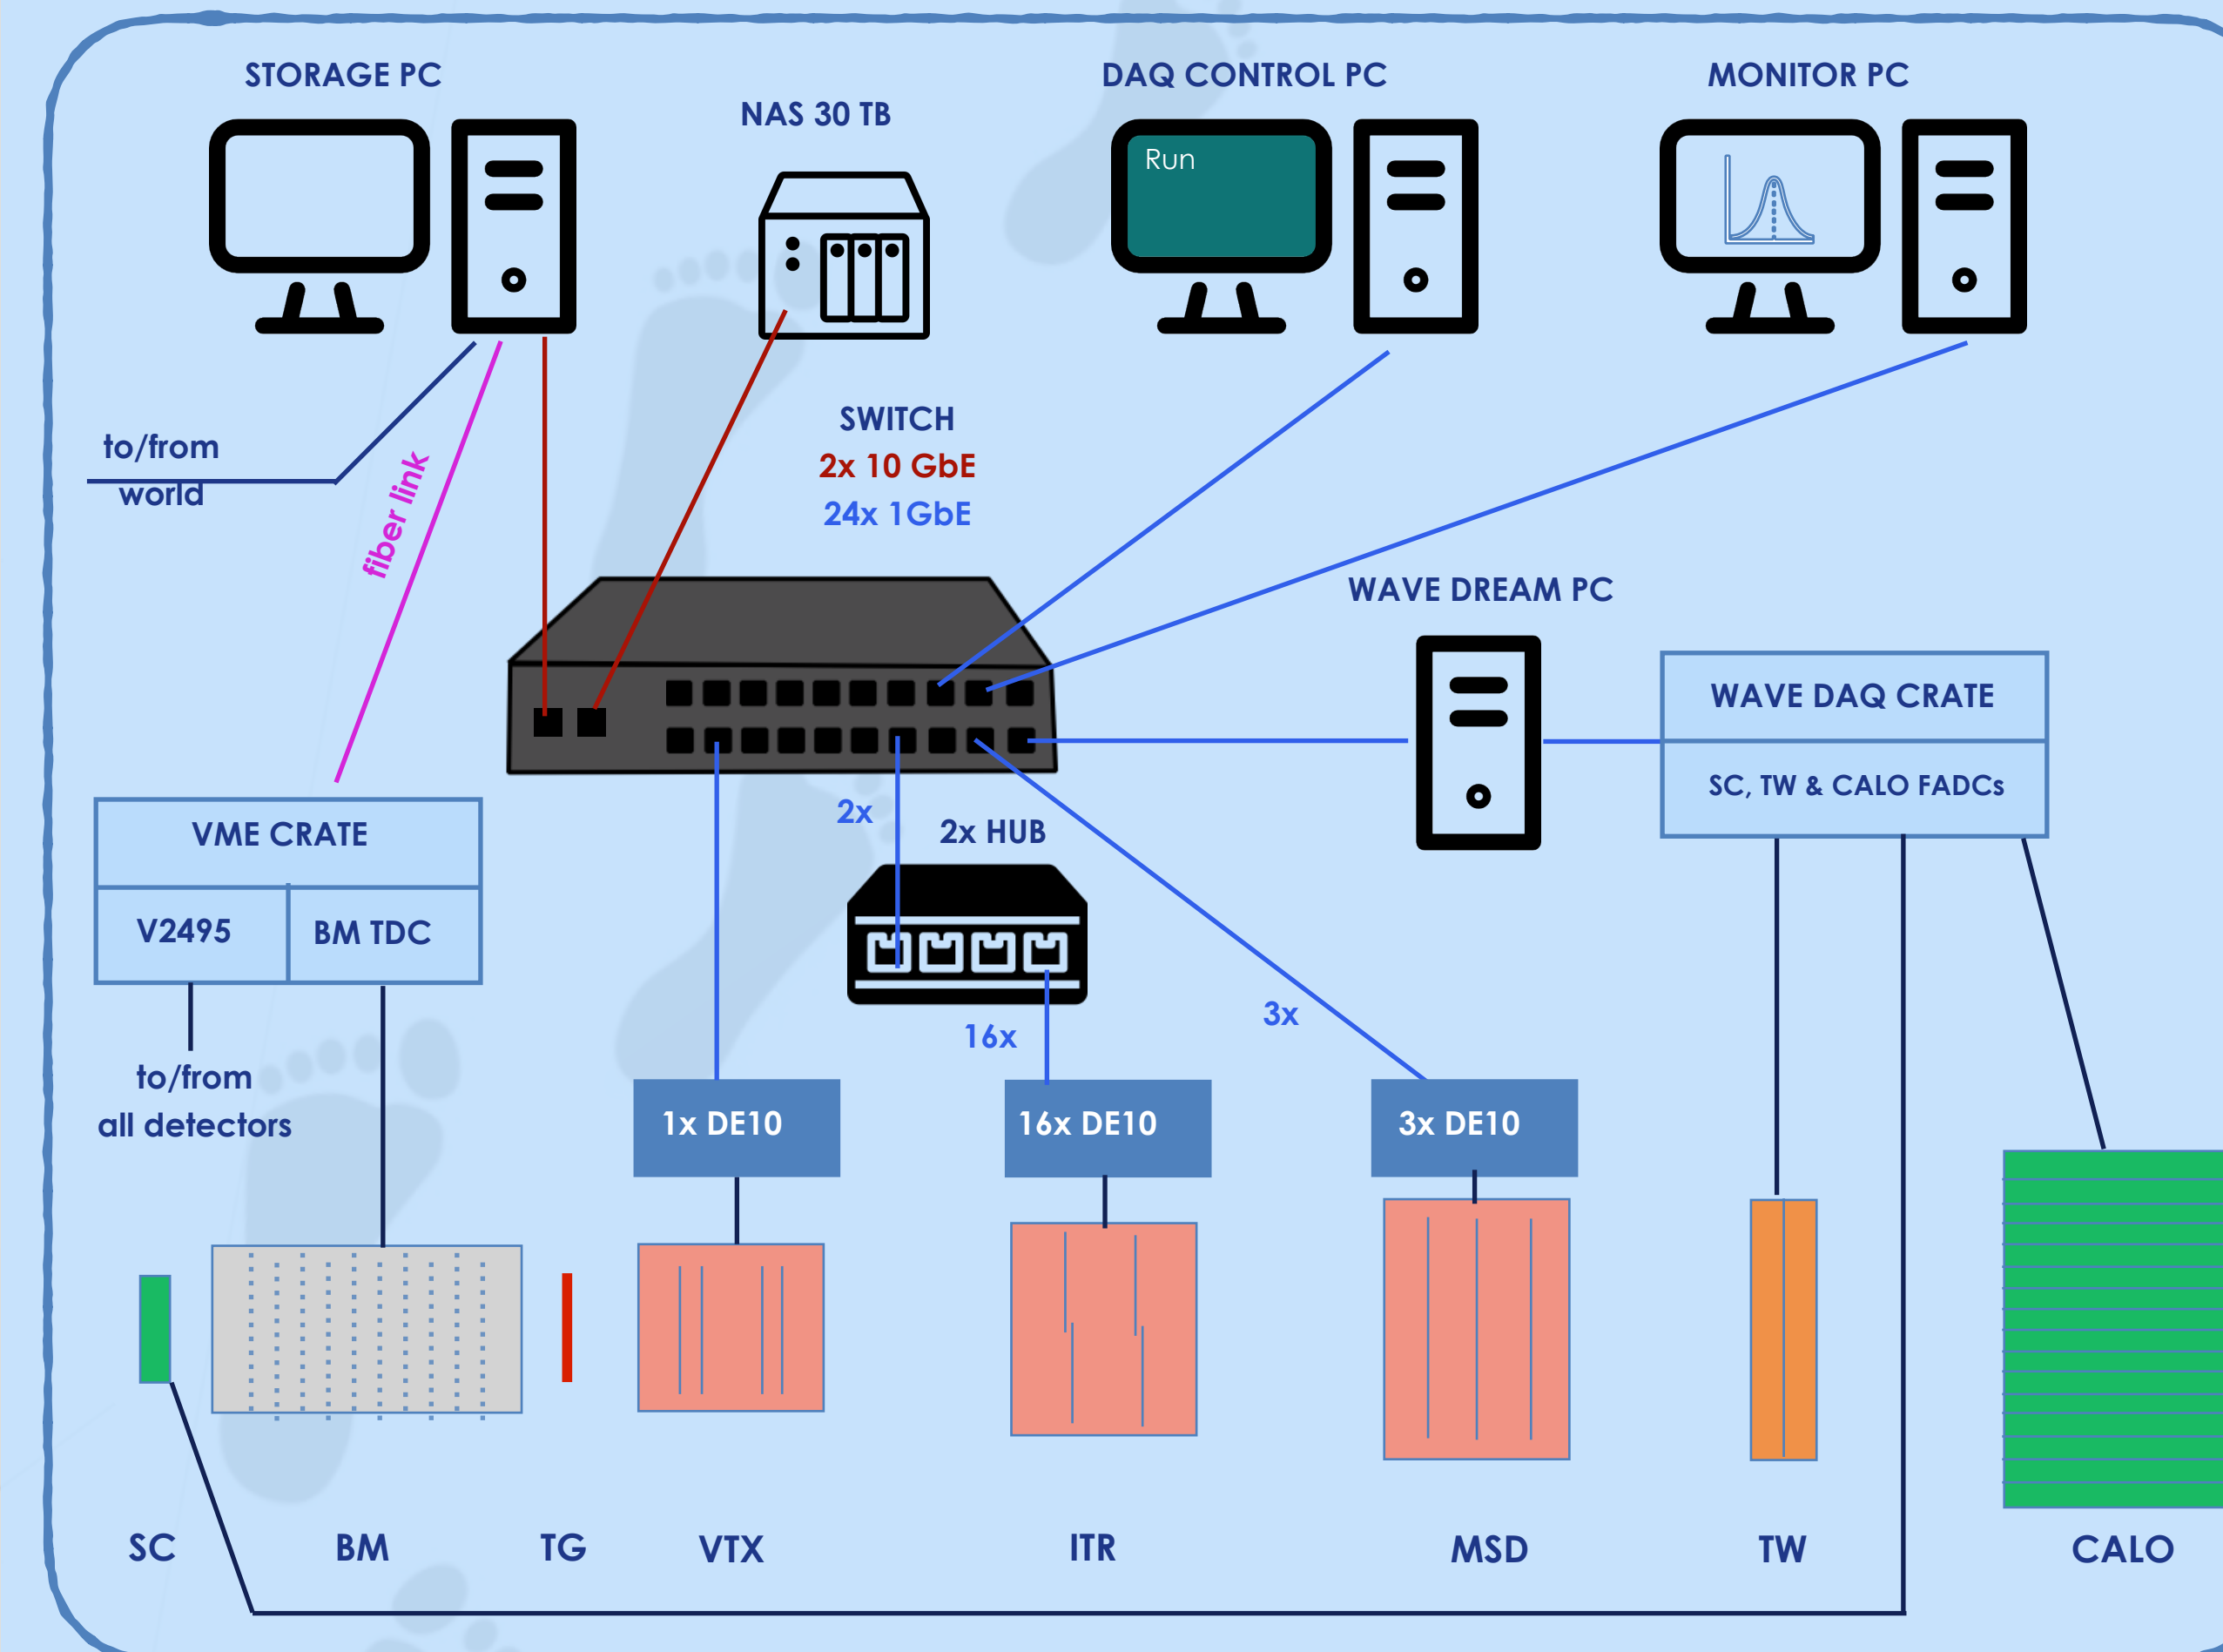 STORAGE PC
DAQ CONTROL PC
MONITOR PC
NAS 30 TB
Run
SWITCH
2x 10 GbE
24x 1GbE
to/from
world
fiber link
WAVE DREAM PC
WAVE DAQ CRATE
SC, TW & CALO FADCs
2x
2x HUB
VME CRATE
V2495
BM TDC
3x
16x
to/from
all detectors
1x DE10
16x DE10
3x DE10
SC
BM
TG
VTX
ITR
MSD
TW
CALO